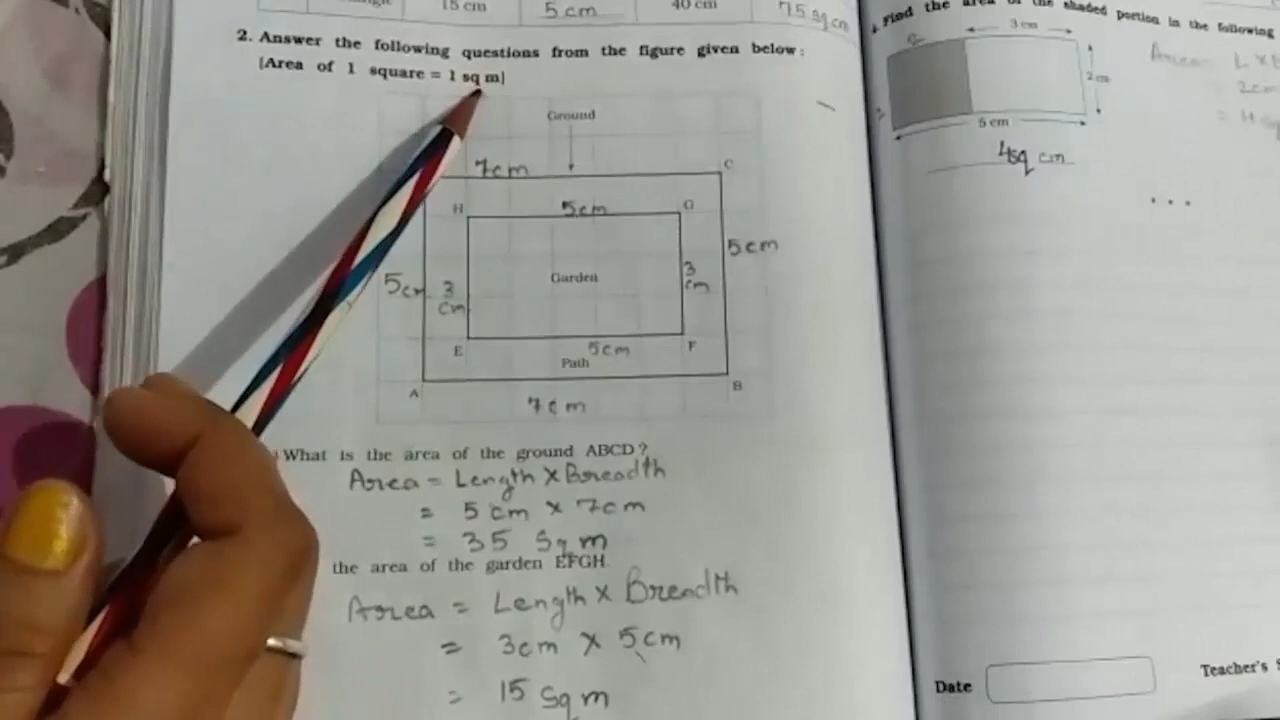 15 cm 5 cm 40 cm 75 sq cm
2. Answer the following questions from the figure given below :
[Area of 1 square = 1 sq m]
Ground
7cm
C
H 5cm G
5cm
3 cm
Garden
3 cm
5cm
E 5cm F
Path
A B
7cm
What is the area of the ground ABCD?
Area = Length × Breadth
= 5 cm × 7cm
= 35 Sq m
the area of the garden EFGH.
Area = Length × Breadth
= 3cm × 5cm
= 15 Sq m
Find the area of the shaded portion in the following
3 cm
2 cm
5 cm
4sq cm
Area = L × B
2cm
Date
Teacher's